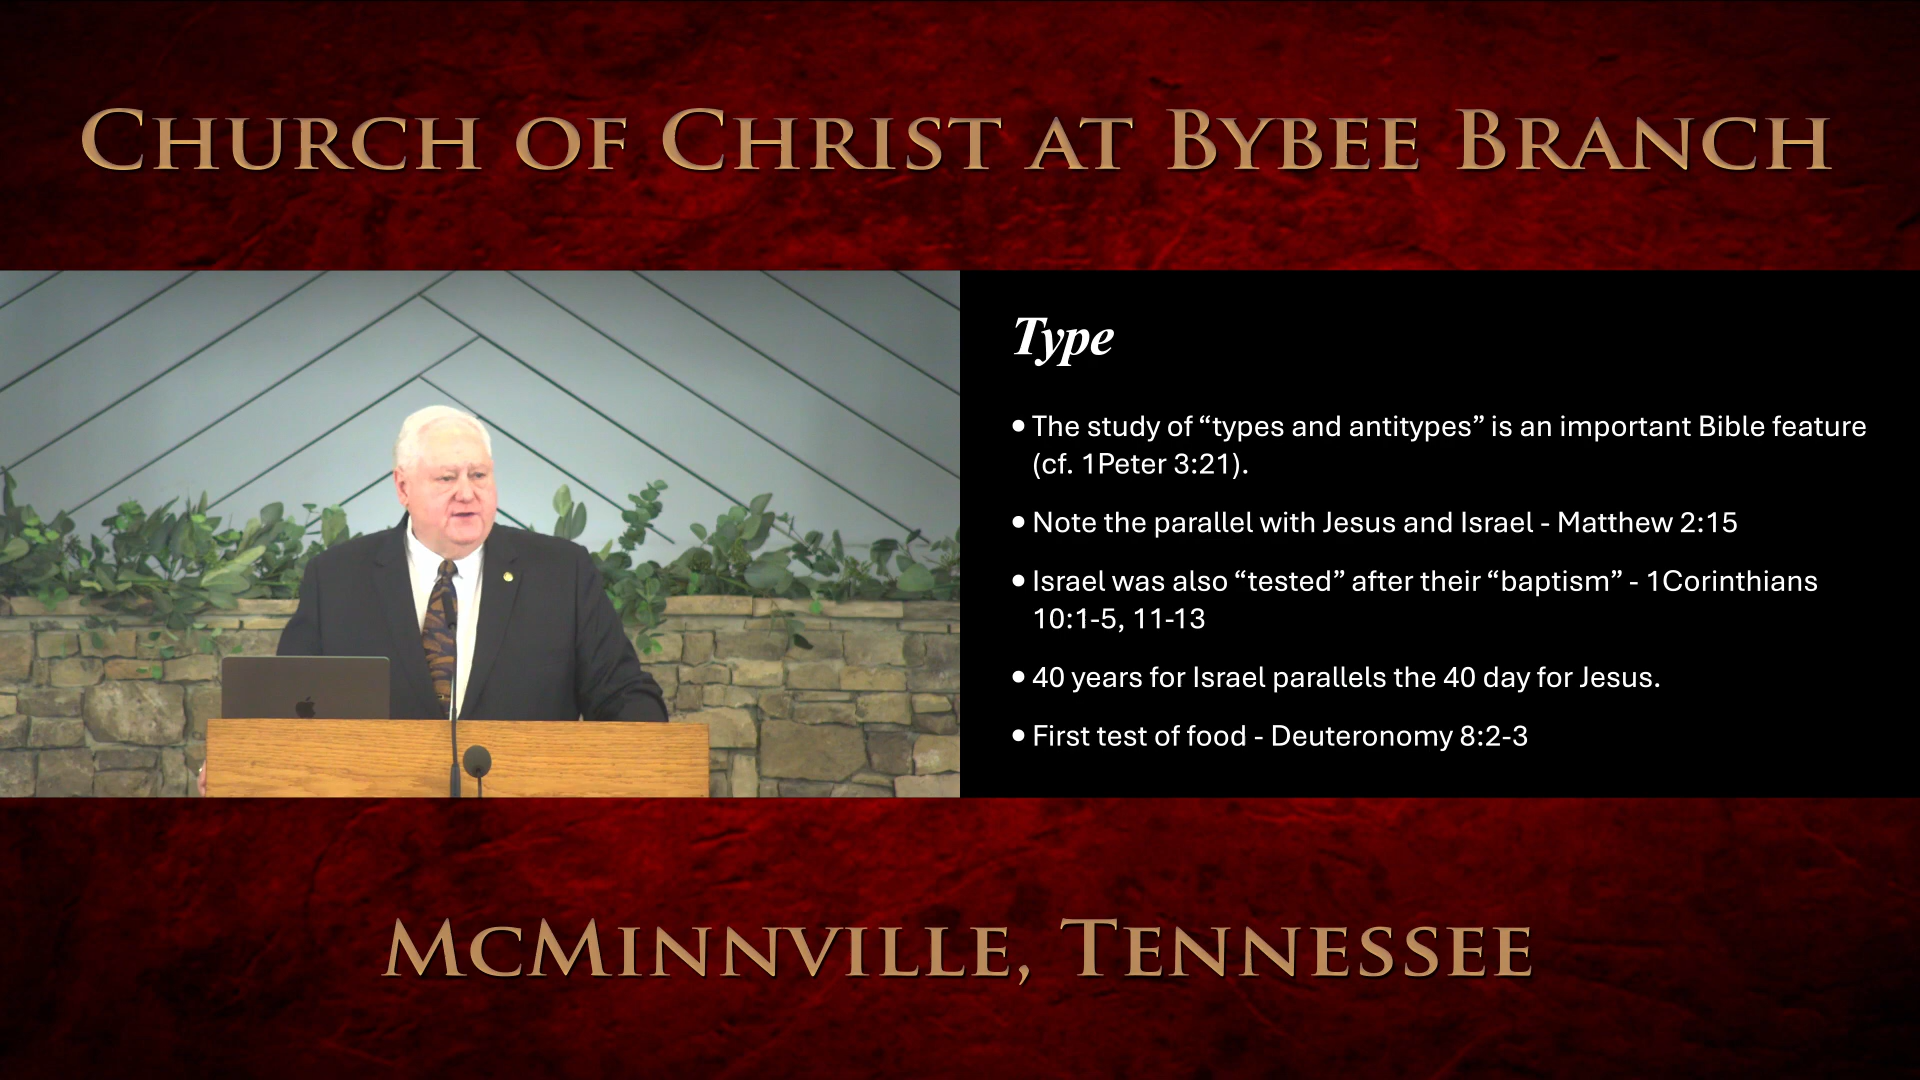 Church of Christ at Bybee Branch
Type
• The study of “types and antitypes” is an important Bible feature
(cf. 1Peter 3:21).
• Note the parallel with Jesus and Israel - Matthew 2:15
• Israel was also “tested” after their “baptism” - 1Corinthians
10:1-5, 11-13
• 40 years for Israel parallels the 40 day for Jesus.
• First test of food - Deuteronomy 8:2-3
McMinnville, Tennessee